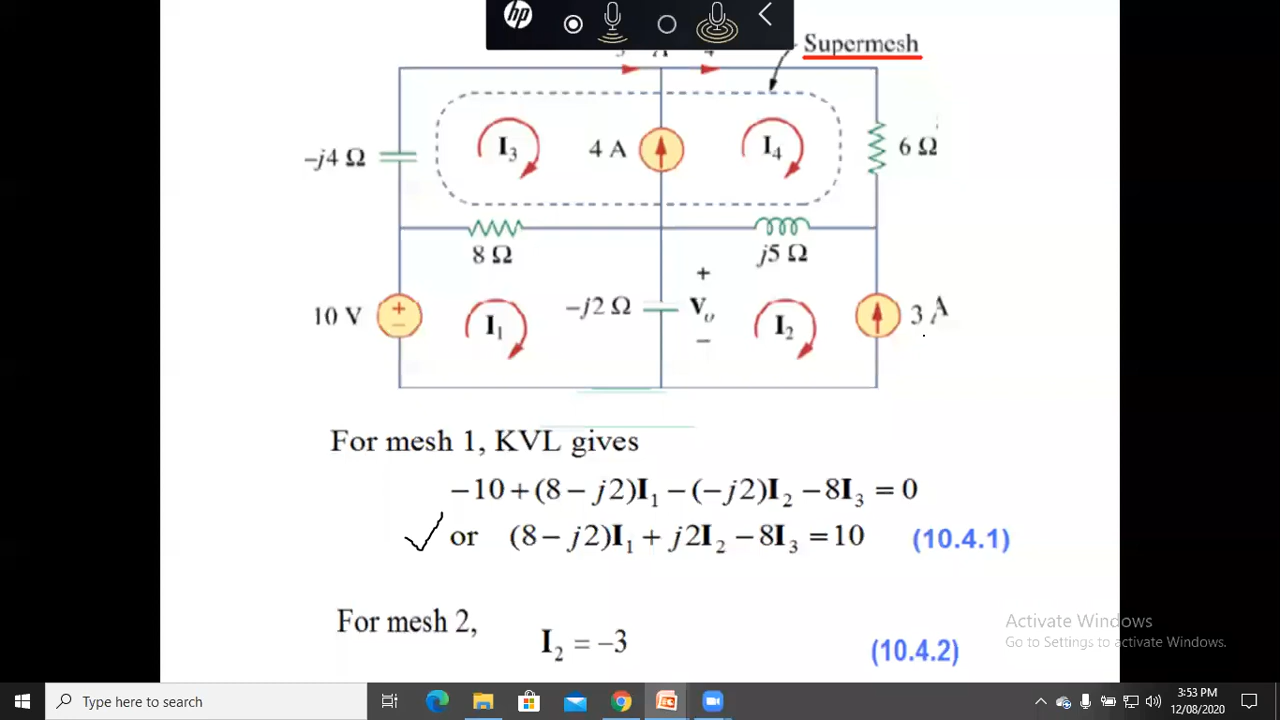 hp
Supermesh
–j4 Ω
I3
4 A
I4
6 Ω
8 Ω
j5 Ω
10 V
I1
–j2 Ω
+
Vo
–
I2
3 A
For mesh 1, KVL gives
−10 + (8 − j2)I1 − (−j2)I2 − 8I3 = 0
or (8 − j2)I1 + j2I2 − 8I3 = 10 (10.4.1)
For mesh 2,
I2 = –3 (10.4.2)
Activate Windows
Go to Settings to activate Windows.
Type here to search
3:53 PM
12/08/2020